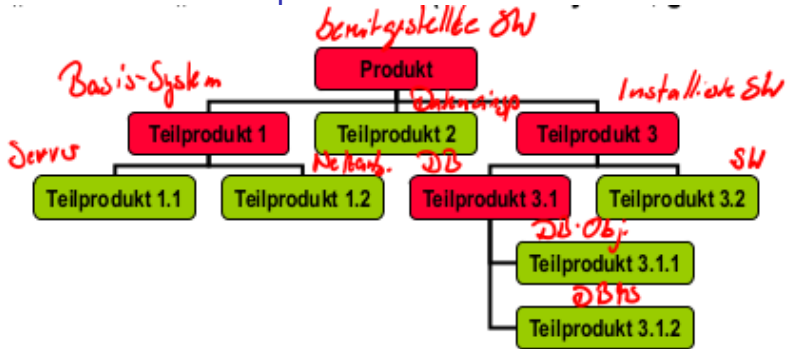 bereitgestellte SW
Produkt
Basis-System
Installierte SW
Teilprodukt 1
Teilprodukt 2
Teilprodukt 3
Server
DB
SW
Teilprodukt 1.1
Teilprodukt 1.2
Teilprodukt 3.1
Teilprodukt 3.2
DB-Obj.
Teilprodukt 3.1.1
DBMS
Teilprodukt 3.1.2